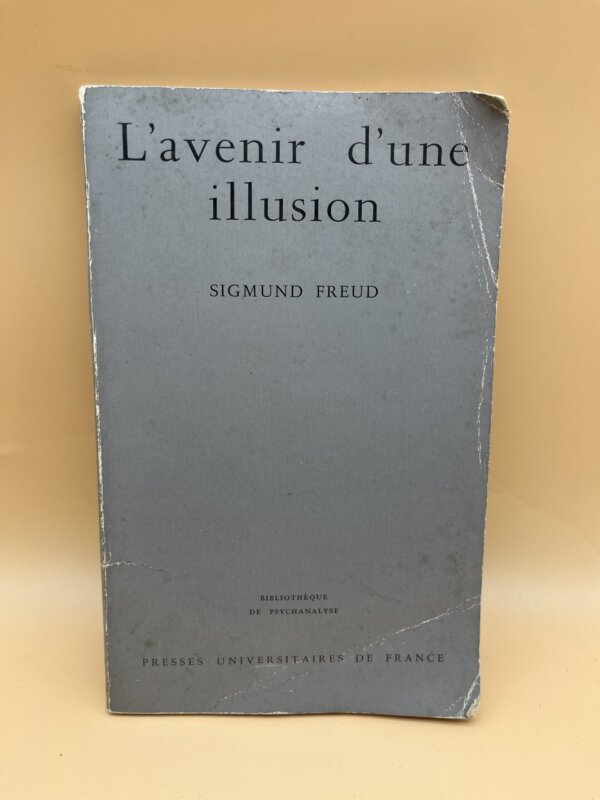 L'avenir d'une
illusion
SIGMUND FREUD
BIBLIOTHÈQUE
DE PSYCHANALYSE
PRESSES UNIVERSITAIRES DE FRANCE